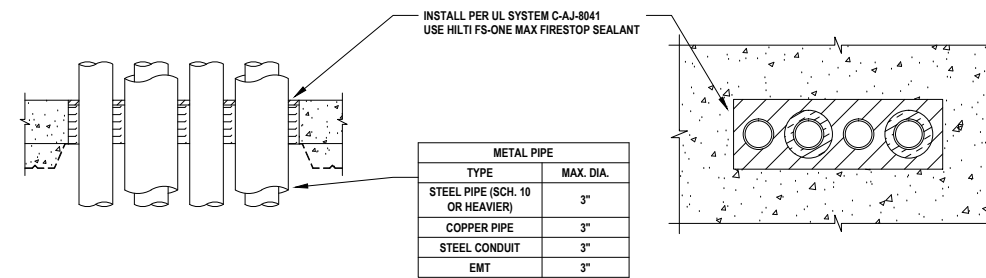 INSTALL PER UL SYSTEM C-AJ-8041
USE HILTI FS-ONE MAX FIRESTOP SEALANT
METAL PIPE
TYPE MAX. DIA.
STEEL PIPE (SCH. 10
OR HEAVIER) 3"
COPPER PIPE 3"
STEEL CONDUIT 3"
EMT 3"